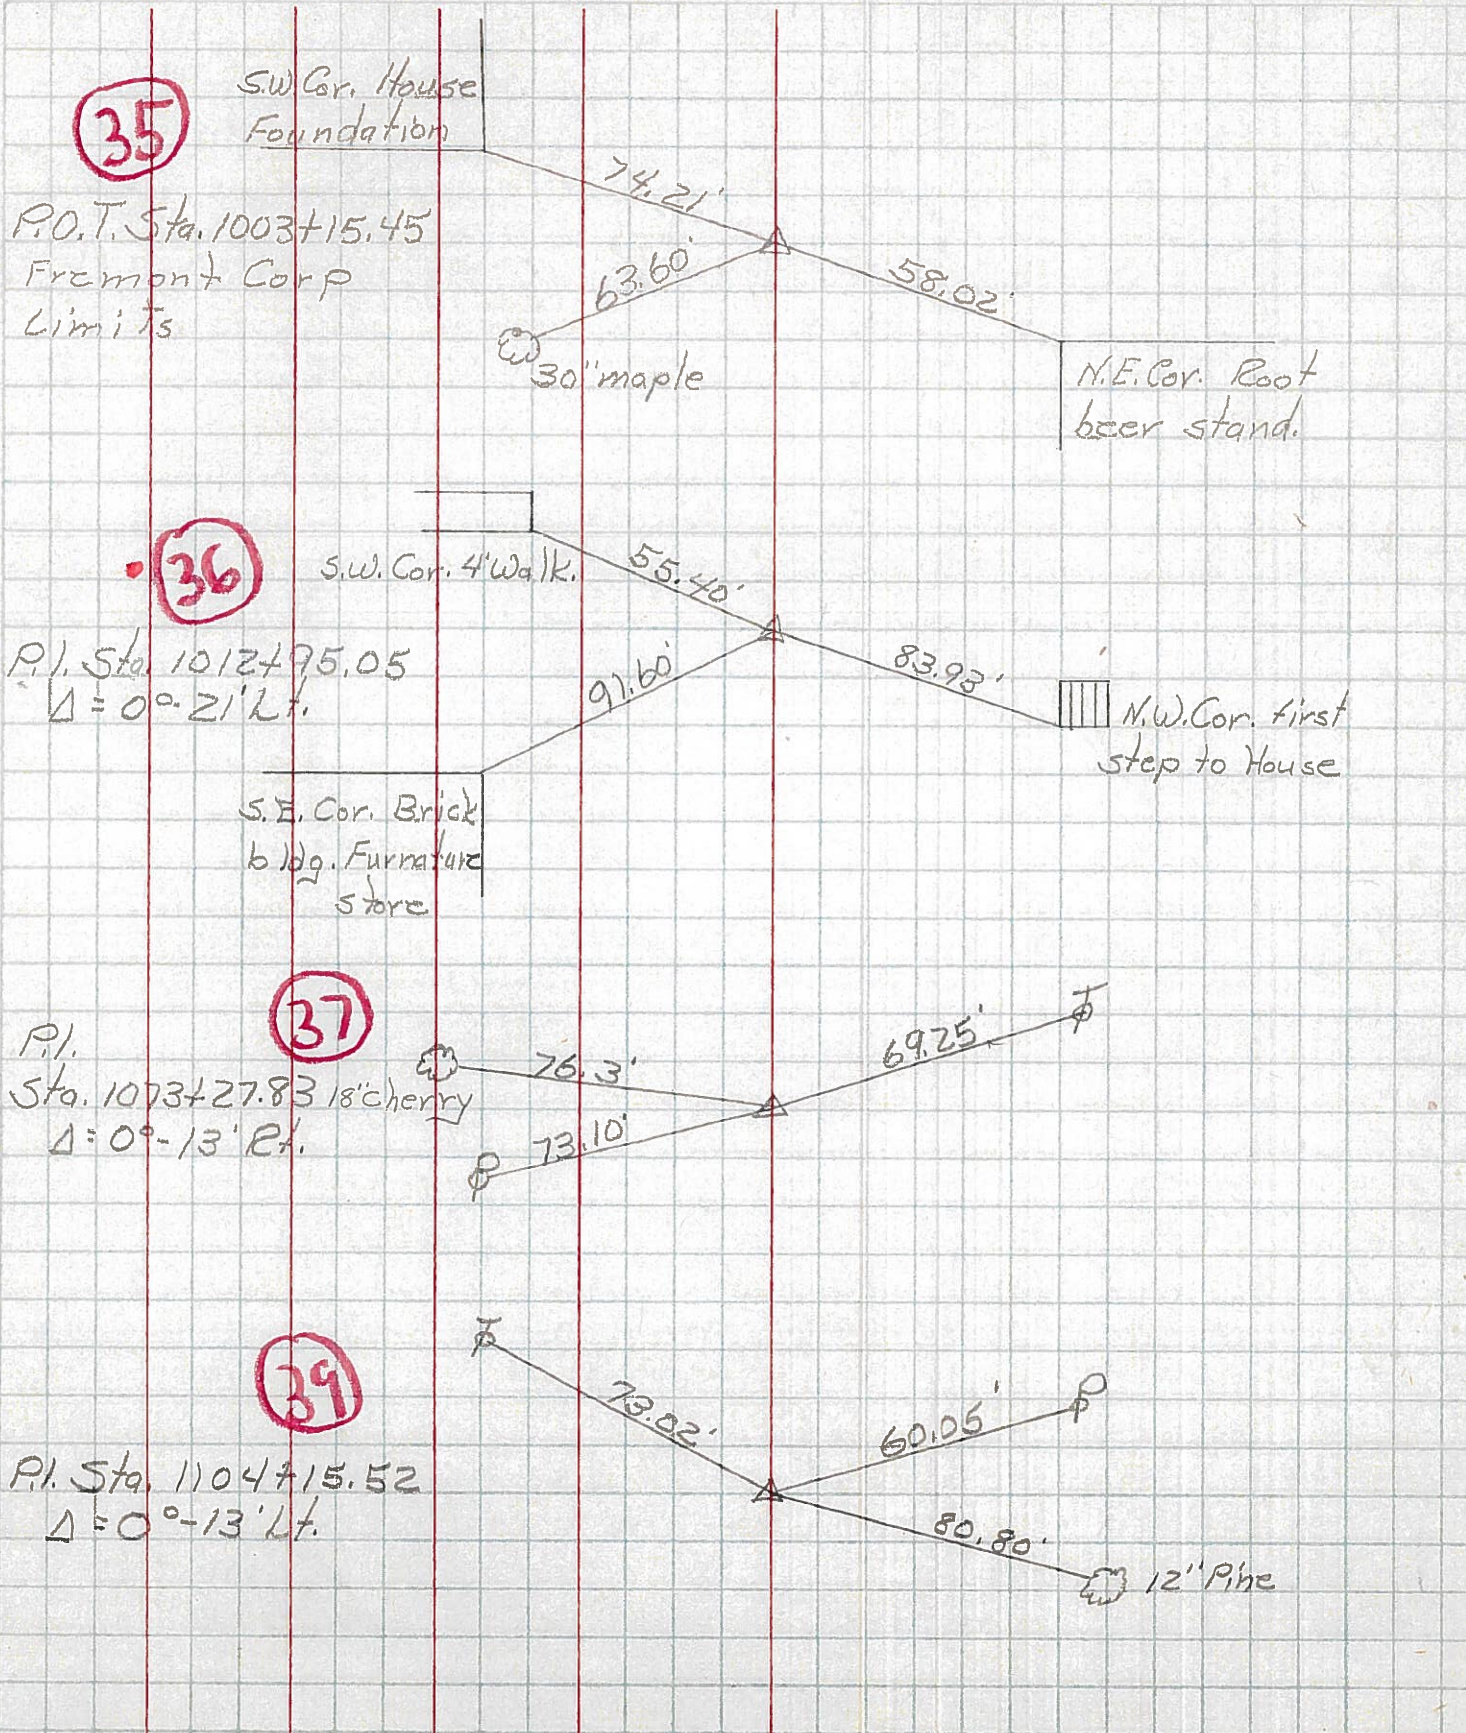 35
S.W. Cor. House
Foundation
P.O.T. Sta. 1003+15.45
Fremont Corp
Limits
74.21'
63.60'
58.02'
30" maple
N.E. Cor. Root
beer stand.
36
S.W. Cor. 4' Walk.
P.I. Sta. 1012+95.05
Δ = 0°-21' Lt.
55.40'
91.60'
83.93'
N.W. Cor. first
step to House
S.E. Cor. Brick
bldg. Furnature
store
37
P.I.
Sta. 1073+27.83
Δ = 0°-13' Rt.
18" cherry
76.3'
73.10'
69.25'
39
P.I. Sta. 1104+15.52
Δ = 0°-13' Lt.
73.02'
60.05'
80.80'
12" Pine